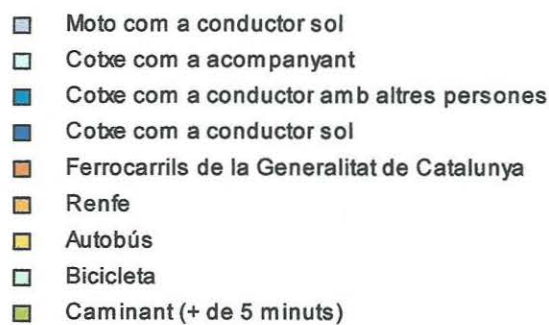 Moto com a conductor sol
Cotxe com a acompanyant
Cotxe com a conductor amb altres persones
Cotxe com a conductor sol
Ferrocarrils de la Generalitat de Catalunya
Renfe
Autobús
Bicicleta
Caminant (+ de 5 minuts)